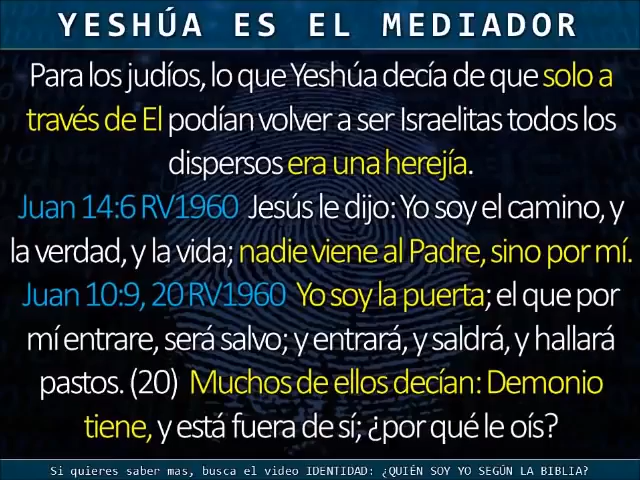 YESHÚA ES EL MEDIADOR
Para los judíos, lo que Yeshúa decía de que solo a
través de El podían volver a ser Israelitas todos los
dispersos era una herejía.
Juan 14:6 RV1960 Jesús le dijo: Yo soy el camino, y
la verdad, y la vida; nadie viene al Padre, sino por mí.
Juan 10:9, 20 RV1960 Yo soy la puerta; el que por
mí entrare, será salvo; y entrará, y saldrá, y hallará
pastos. (20) Muchos de ellos decían: Demonio
tiene, y está fuera de sí; ¿por qué le oís?
Si quieres saber mas, busca el video IDENTIDAD: ¿QUIÉN SOY YO SEGÚN LA BIBLIA?